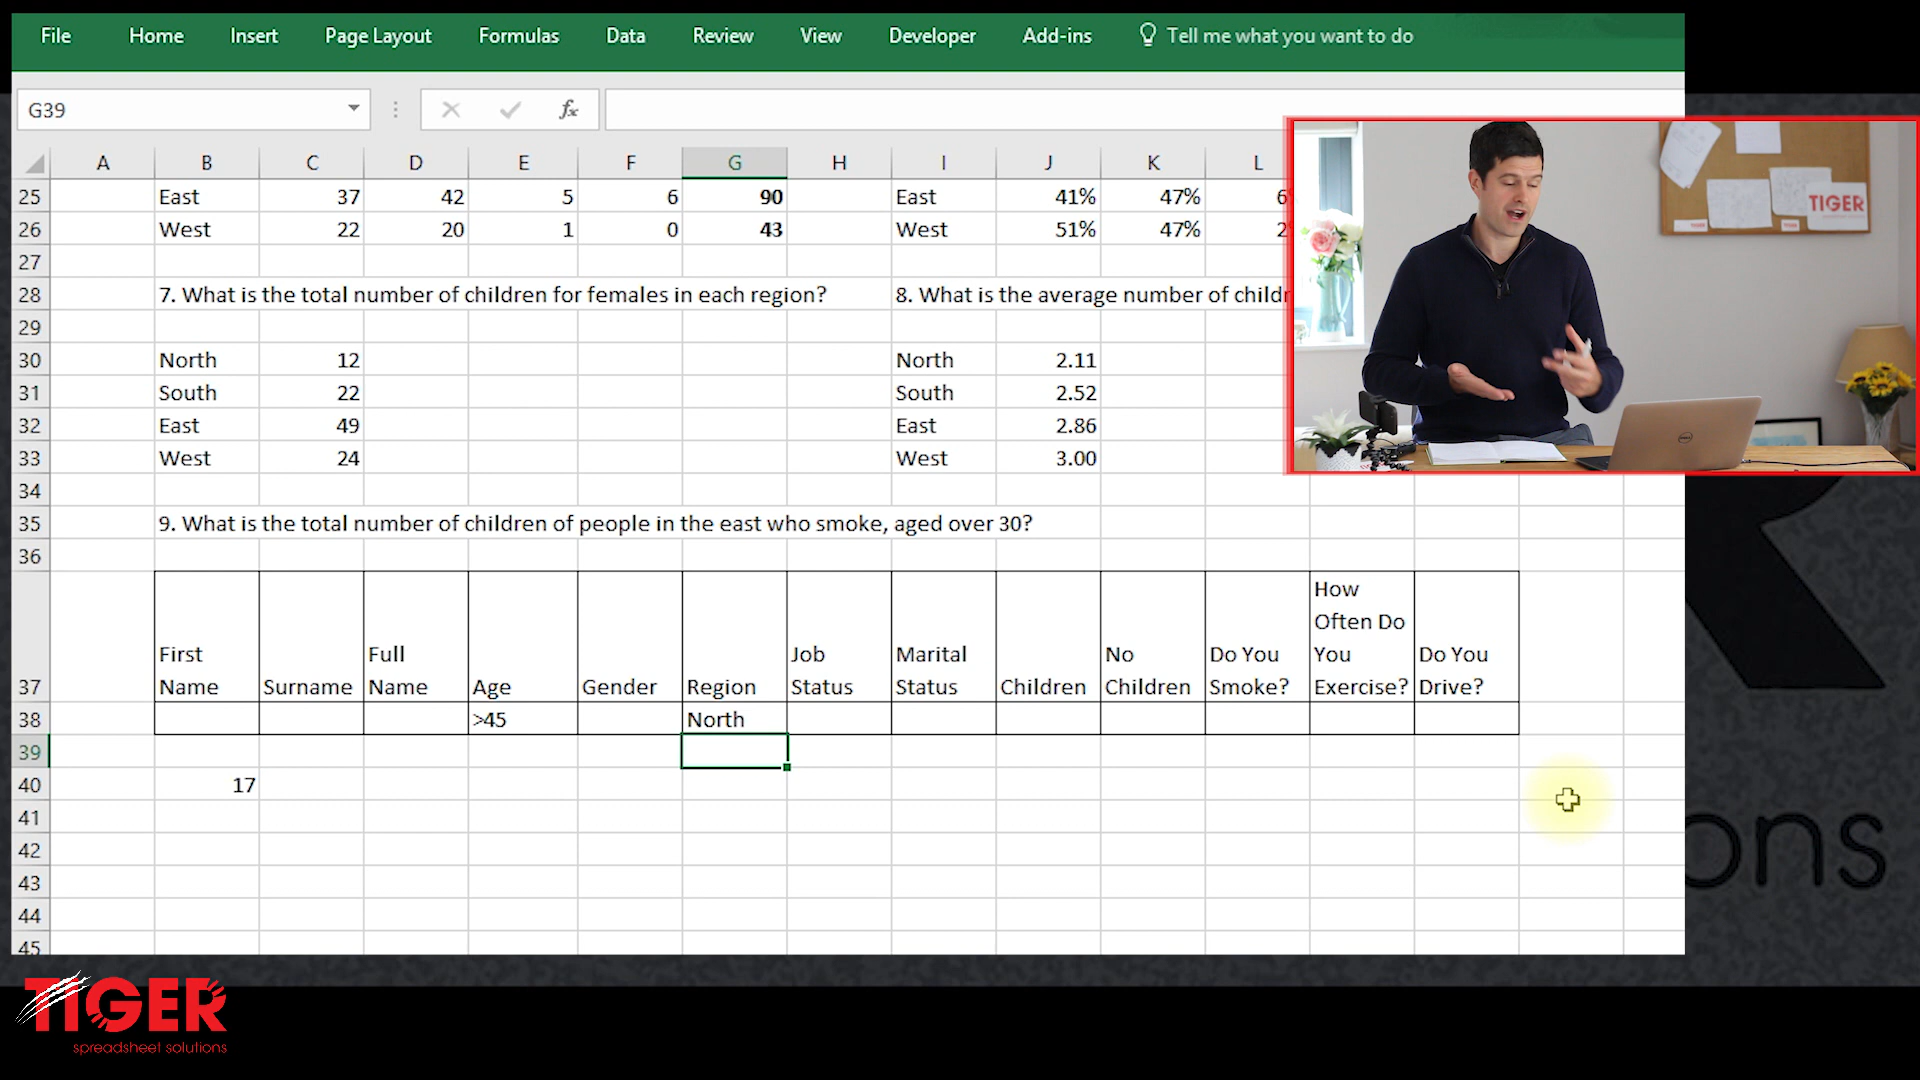 File Home Insert Page Layout Formulas Data Review View Developer Add-ins Tell me what you want to do
G39 fx
A B C D E F G H I J K L
25 East 37 42 5 6 90 East 41% 47% 6
26 West 22 20 1 0 43 West 51% 47% 2
27
28 7. What is the total number of children for females in each region? 8. What is the average number of childr
29
30 North 12 North 2.11
31 South 22 South 2.52
32 East 49 East 2.86
33 West 24 West 3.00
34
35 9. What is the total number of children of people in the east who smoke, aged over 30?
36
How
Often Do
First Full Job Marital No Do You You Do You
37 Name Surname Name Age Gender Region Status Status Children Children Smoke? Exercise? Drive?
38 >45 North
39
40 17
41
42
43
44
45
TIGER
ons
TIGER
spreadsheet solutions